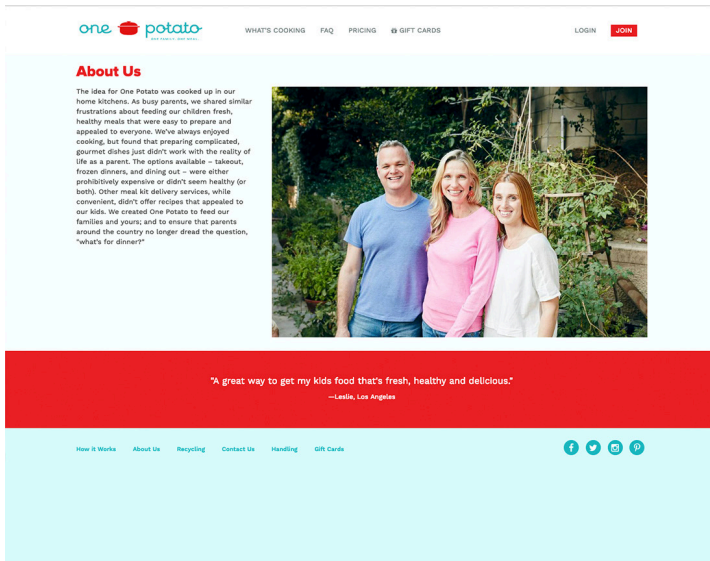 one potato
ONE FAMILY. ONE MEAL.
WHAT'S COOKING FAQ PRICING GIFT CARDS LOGIN JOIN
About Us
The idea for One Potato was cooked up in our
home kitchens. As busy parents, we shared similar
frustrations about feeding our children fresh,
healthy meals that were easy to prepare and
appealed to everyone. We've always enjoyed
cooking, but found that preparing complicated,
gourmet dishes just didn't work with the reality of
life as a parent. The options available – takeout,
frozen dinners, and dining out – were either
prohibitively expensive or didn't seem healthy (or
both). Other meal kit delivery services, while
convenient, didn't offer recipes that appealed to
our kids. We created One Potato to feed our
families and yours; and to ensure that parents
around the country no longer dread the question,
"what's for dinner?"
"A great way to get my kids food that's fresh, healthy and delicious."
—Leslie, Los Angeles
How it Works About Us Recycling Contact Us Handling Gift Cards